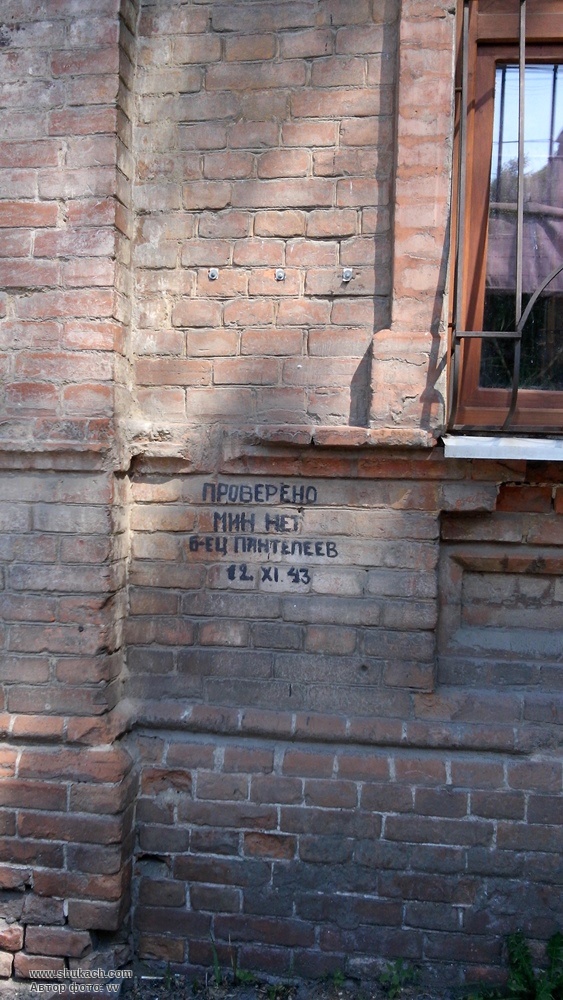 ПРОВЕРЕНО
МИН НЕТ
Б-ЕЦ ПАНТЕЛЕЕВ
12. XI. 43
www.shukach.com
Автор фото: vv